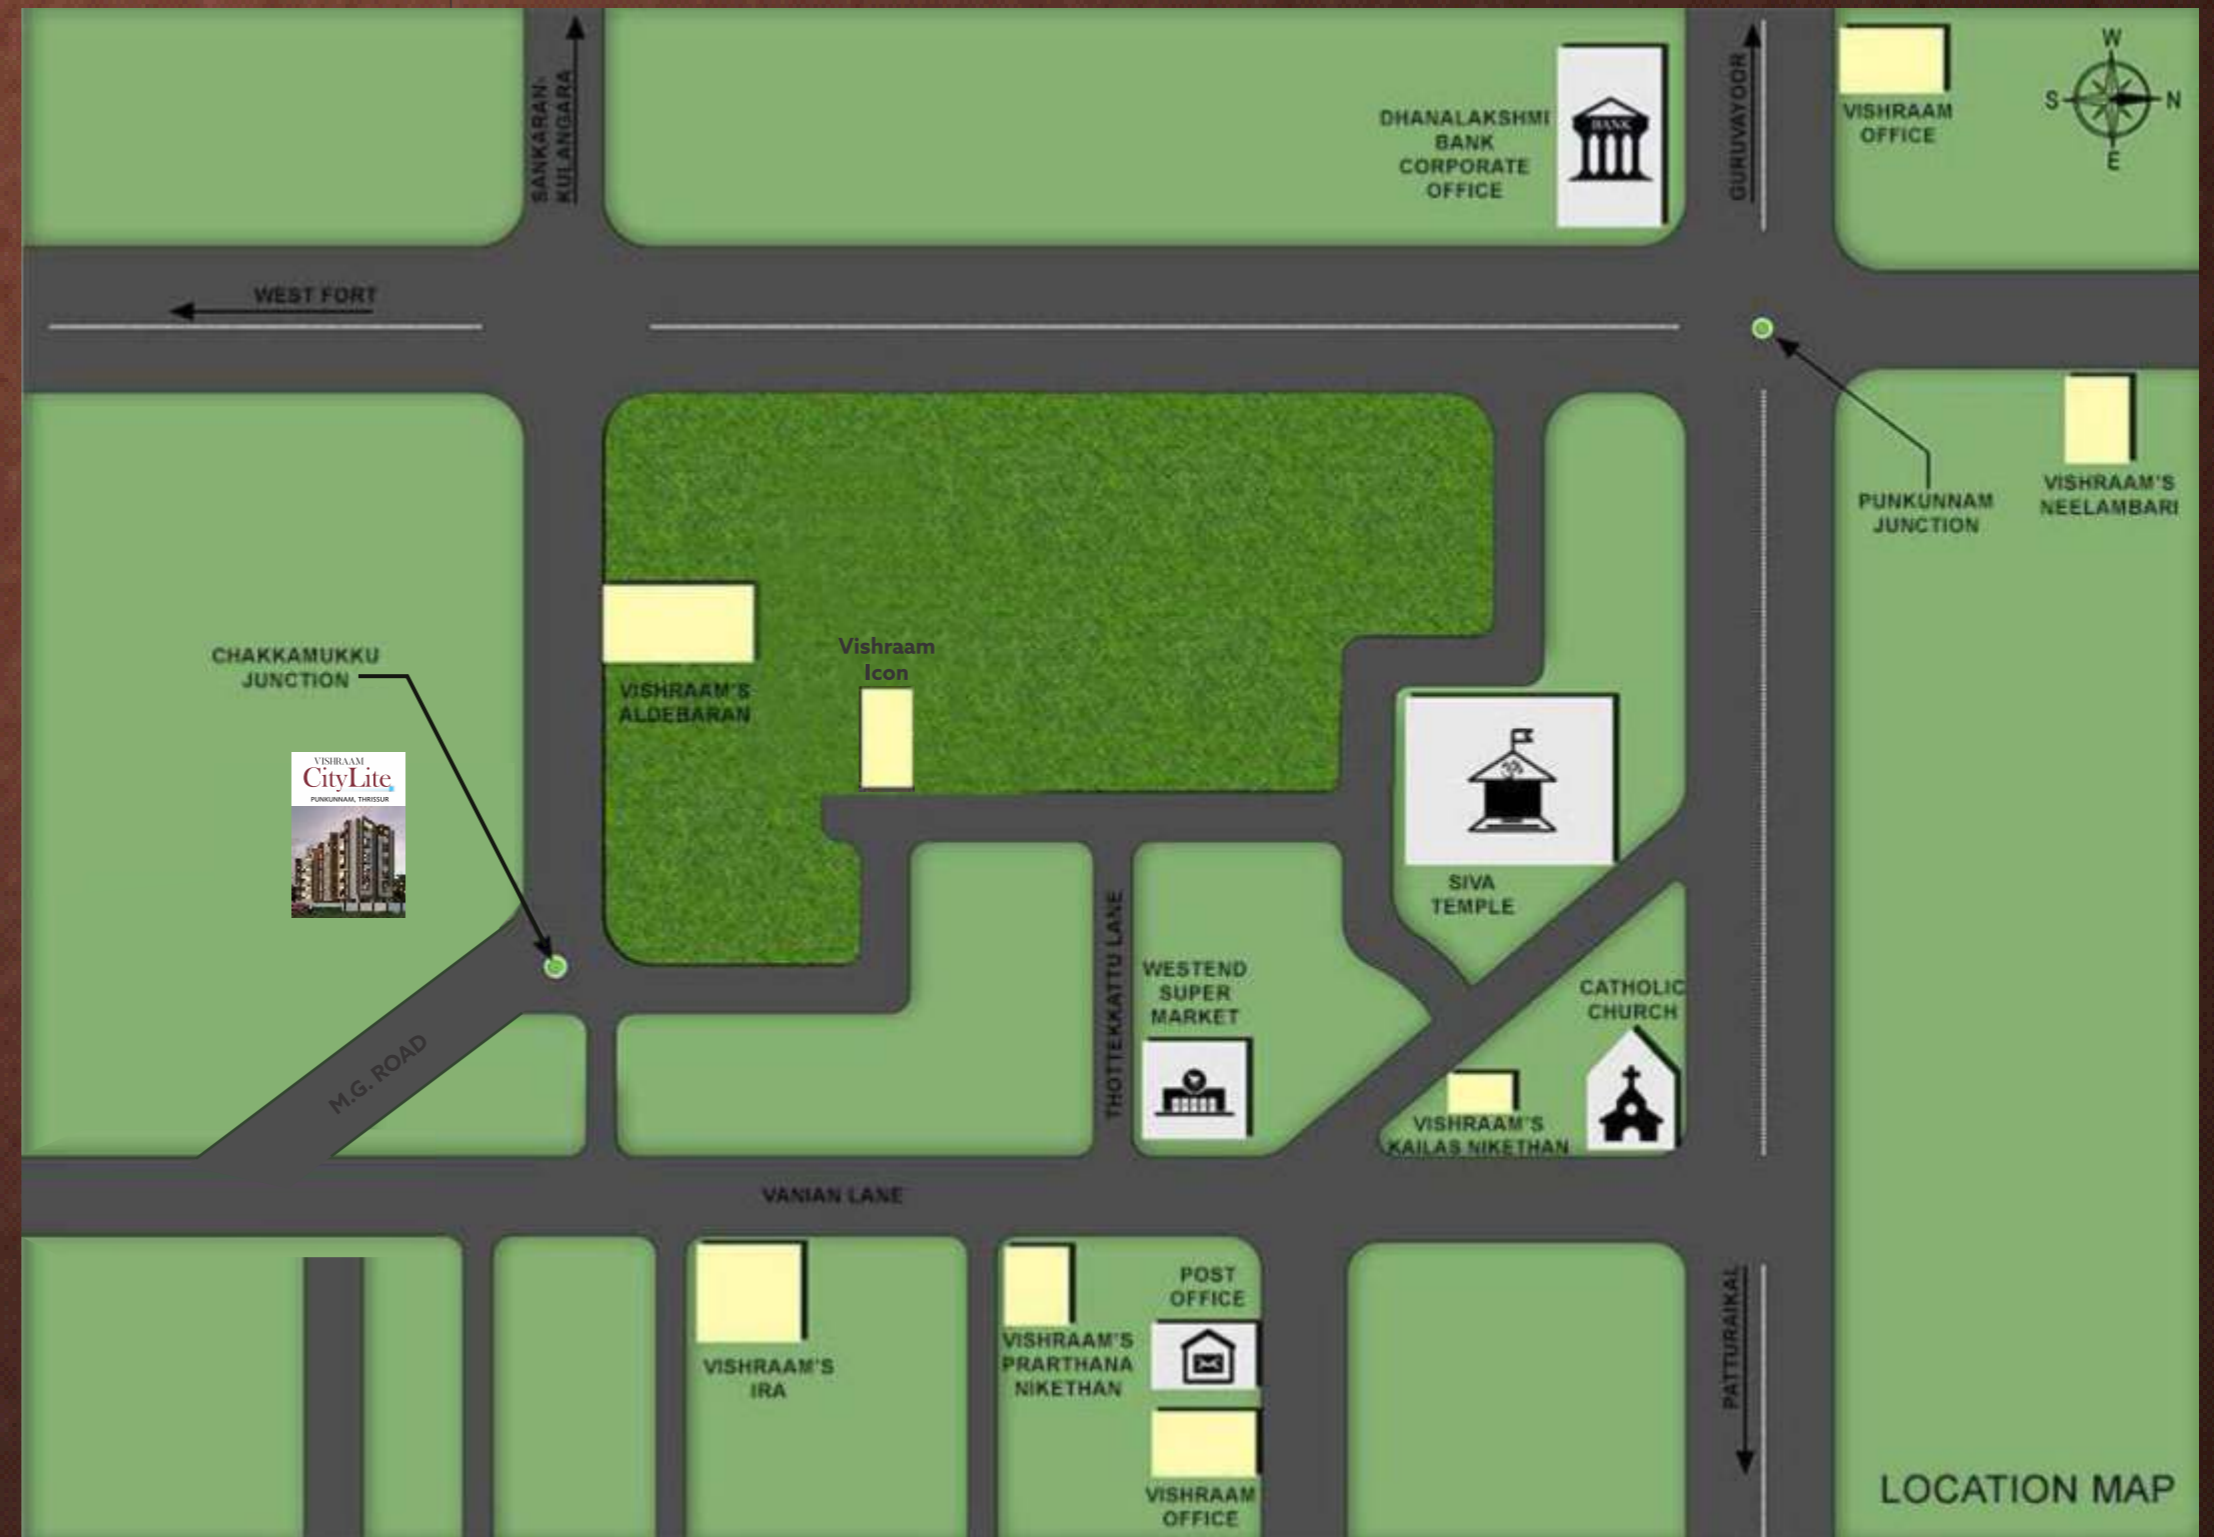 SANKARAN-
KULANGARA
DHANALAKSHMI
BANK
CORPORATE
OFFICE
BANK
GURUVAYOOR
VISHRAAM
OFFICE
W
S
N
E
WEST FORT
PUNKUNNAM
JUNCTION
VISHRAAM'S
NEELAMBARI
CHAKKAMUKKU
JUNCTION
VISHRAAM'S
ALDEBARAN
Vishraam
Icon
VISHRAAM
CityLite
PUNKUNNAM, THRISSUR
SIVA
TEMPLE
M.G. ROAD
THOTTEKKATTU LANE
WESTEND
SUPER
MARKET
CATHOLIC
CHURCH
VISHRAAM'S
KAILAS NIKETHAN
VANIAN LANE
VISHRAAM'S
IRA
VISHRAAM'S
PRARTHANA
NIKETHAN
POST
OFFICE
VISHRAAM
OFFICE
PATTURAIKAL
LOCATION MAP